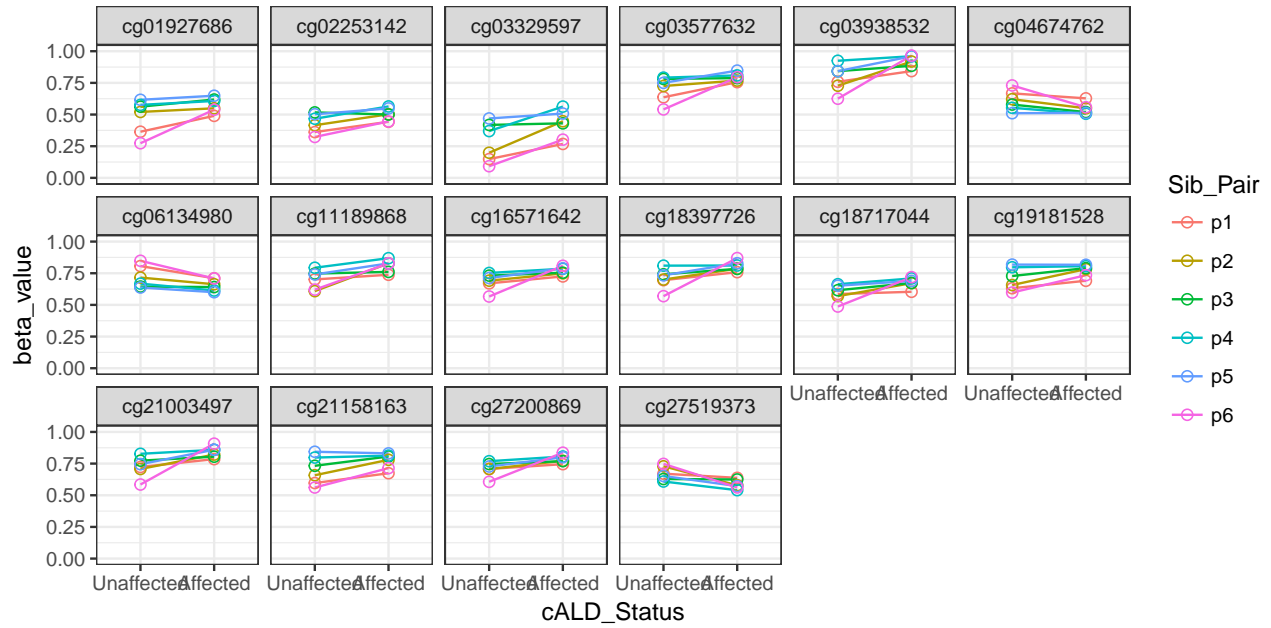 cg01927686 cg02253142 cg03329597 cg03577632 cg03938532 cg04674762
1.00
0.75
0.50
0.25
0.00
cg06134980 cg11189868 cg16571642 cg18397726 cg18717044 cg19181528
1.00
0.75
0.50
0.25
0.00
Unaffected Affected Unaffected Affected
cg21003497 cg21158163 cg27200869 cg27519373
1.00
0.75
0.50
0.25
0.00
Unaffected Affected Unaffected Affected Unaffected Affected Unaffected Affected
cALD_Status
beta_value
Sib_Pair
p1
p2
p3
p4
p5
p6